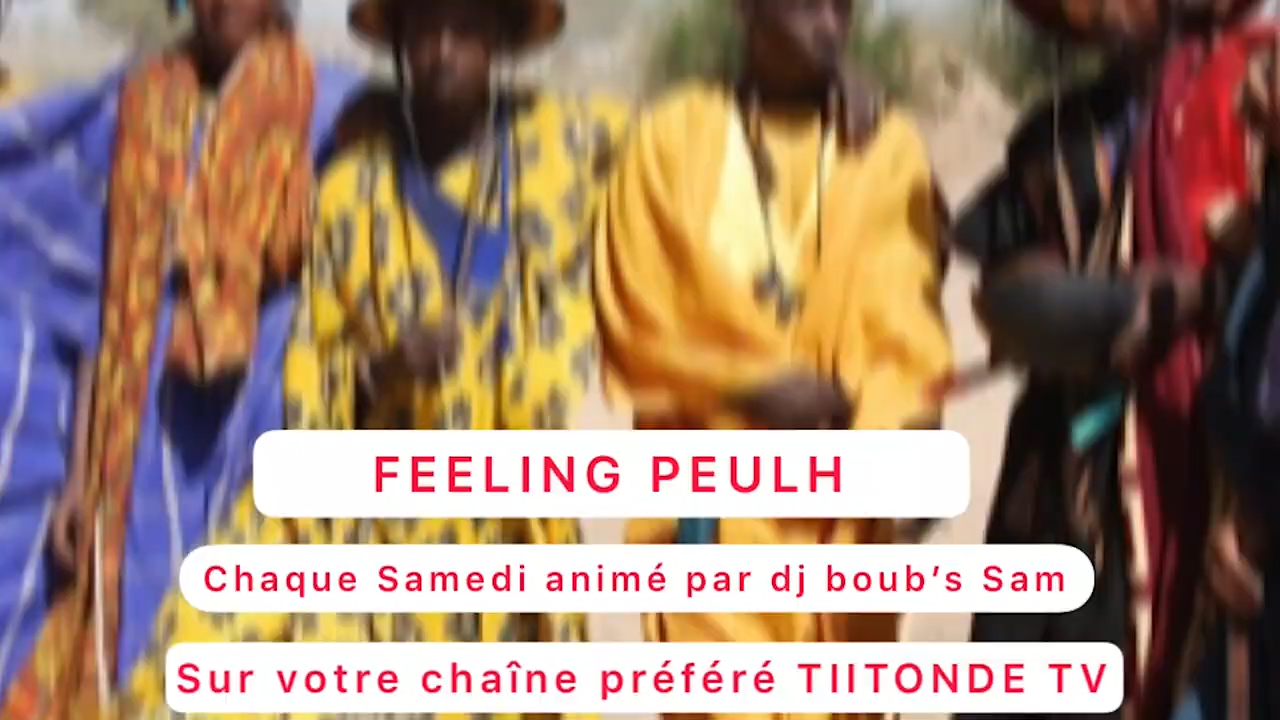 FEELING PEULH
Chaque Samedi animé par dj boub’s Sam
Sur votre chaîne préféré TIITONDE TV